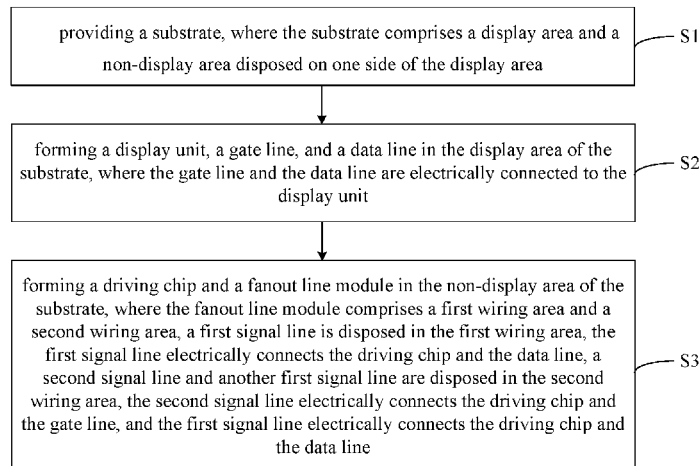 providing a substrate, where the substrate comprises a display area and a
non-display area disposed on one side of the display area
S1
forming a display unit, a gate line, and a data line in the display area of the
substrate, where the gate line and the data line are electrically connected to the
display unit
S2
forming a driving chip and a fanout line module in the non-display area of the
substrate, where the fanout line module comprises a first wiring area and a
second wiring area, a first signal line is disposed in the first wiring area, the
first signal line electrically connects the driving chip and the data line, a
second signal line and another first signal line are disposed in the second
wiring area, the second signal line electrically connects the driving chip and
the gate line, and the first signal line electrically connects the driving chip and
the data line
S3